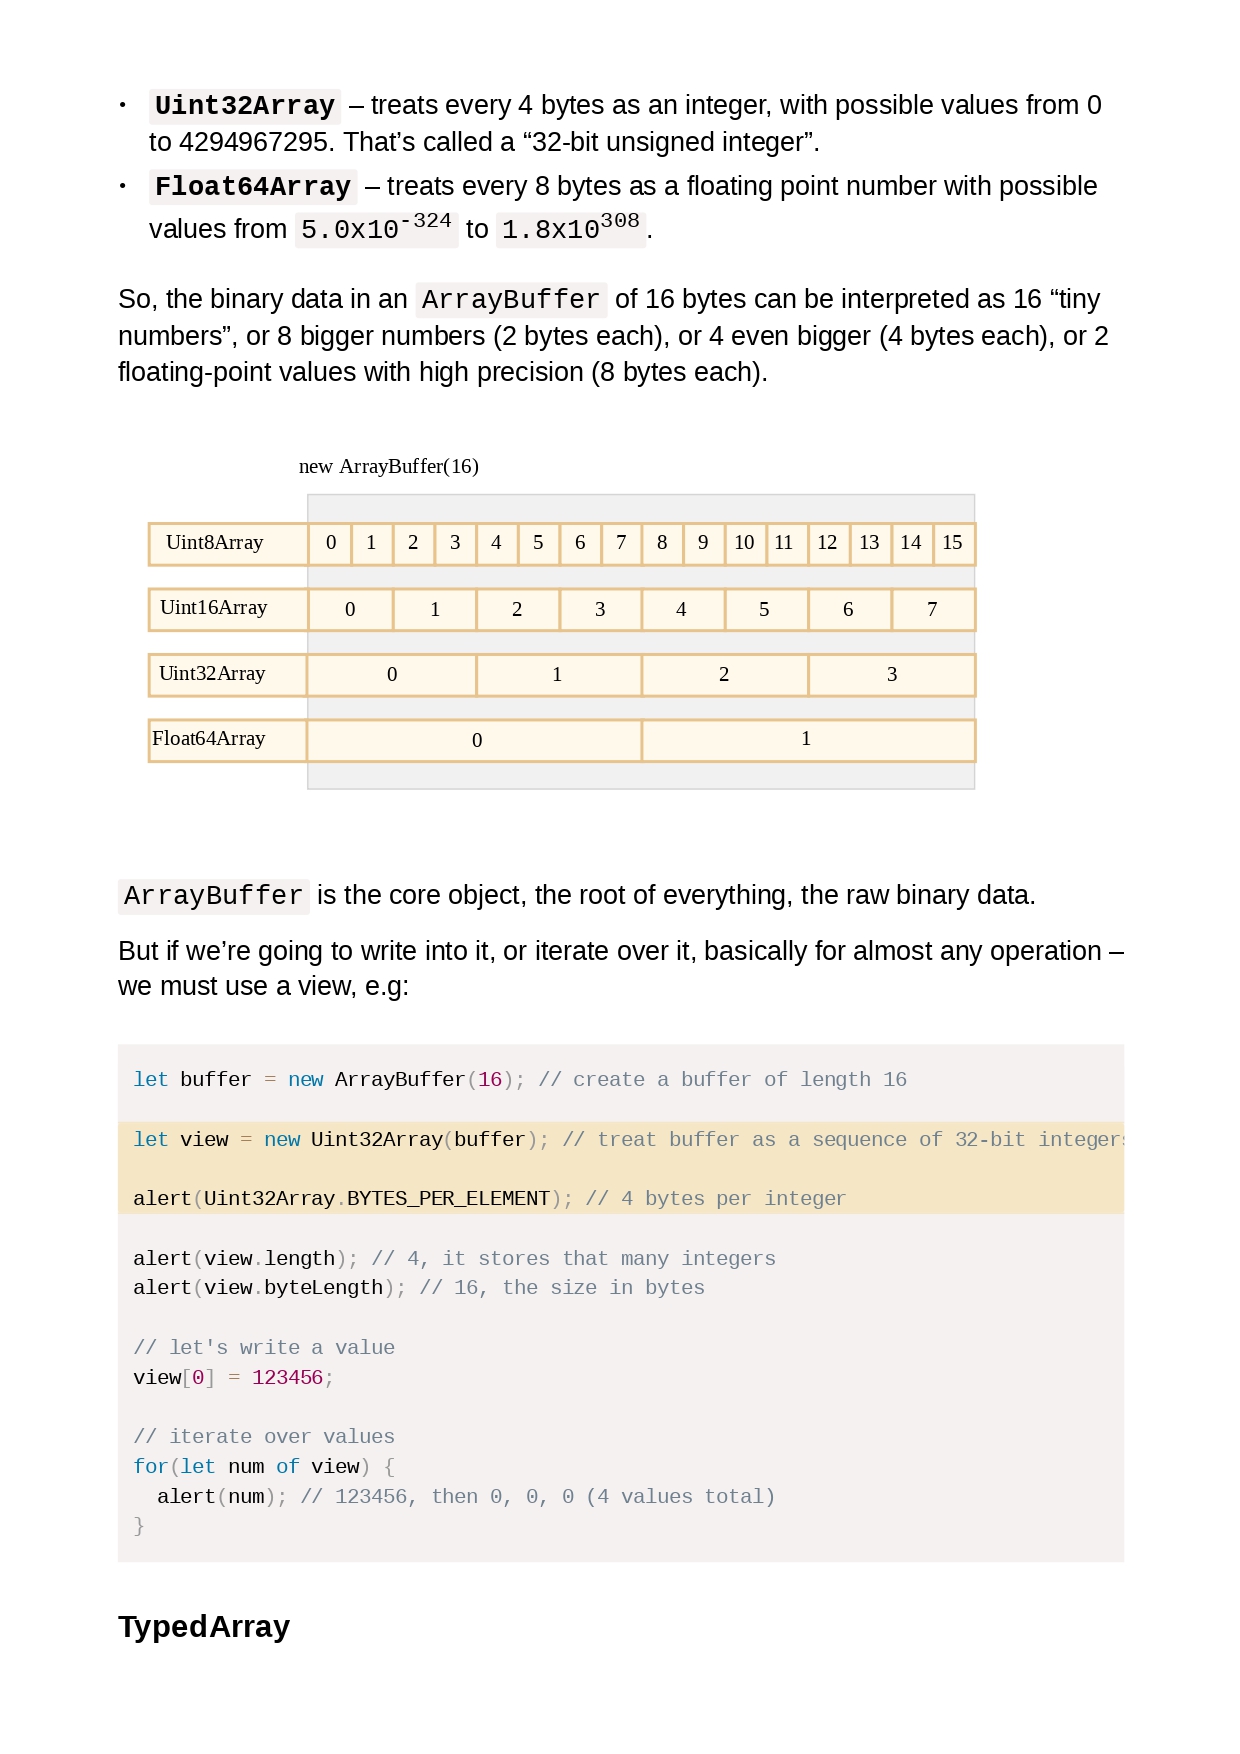 • Uint32Array – treats every 4 bytes as an integer, with possible values from 0
to 4294967295. That’s called a “32-bit unsigned integer”.
• Float64Array – treats every 8 bytes as a floating point number with possible
values from 5.0x10-324 to 1.8x10308.
So, the binary data in an ArrayBuffer of 16 bytes can be interpreted as 16 “tiny
numbers”, or 8 bigger numbers (2 bytes each), or 4 even bigger (4 bytes each), or 2
floating-point values with high precision (8 bytes each).
new ArrayBuffer(16)
Uint8Array 0 1 2 3 4 5 6 7 8 9 10 11 12 13 14 15
Uint16Array 0 1 2 3 4 5 6 7
Uint32Array 0 1 2 3
Float64Array 0 1
ArrayBuffer is the core object, the root of everything, the raw binary data.
But if we’re going to write into it, or iterate over it, basically for almost any operation –
we must use a view, e.g:
let buffer = new ArrayBuffer(16); // create a buffer of length 16
let view = new Uint32Array(buffer); // treat buffer as a sequence of 32-bit integers
alert(Uint32Array.BYTES_PER_ELEMENT); // 4 bytes per integer
alert(view.length); // 4, it stores that many integers
alert(view.byteLength); // 16, the size in bytes
// let's write a value
view[0] = 123456;
// iterate over values
for(let num of view) {
  alert(num); // 123456, then 0, 0, 0 (4 values total)
}
TypedArray